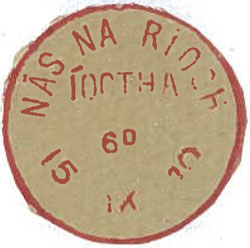 NÁS NA RÍOGH
ÍOCTHA
60
15 IX